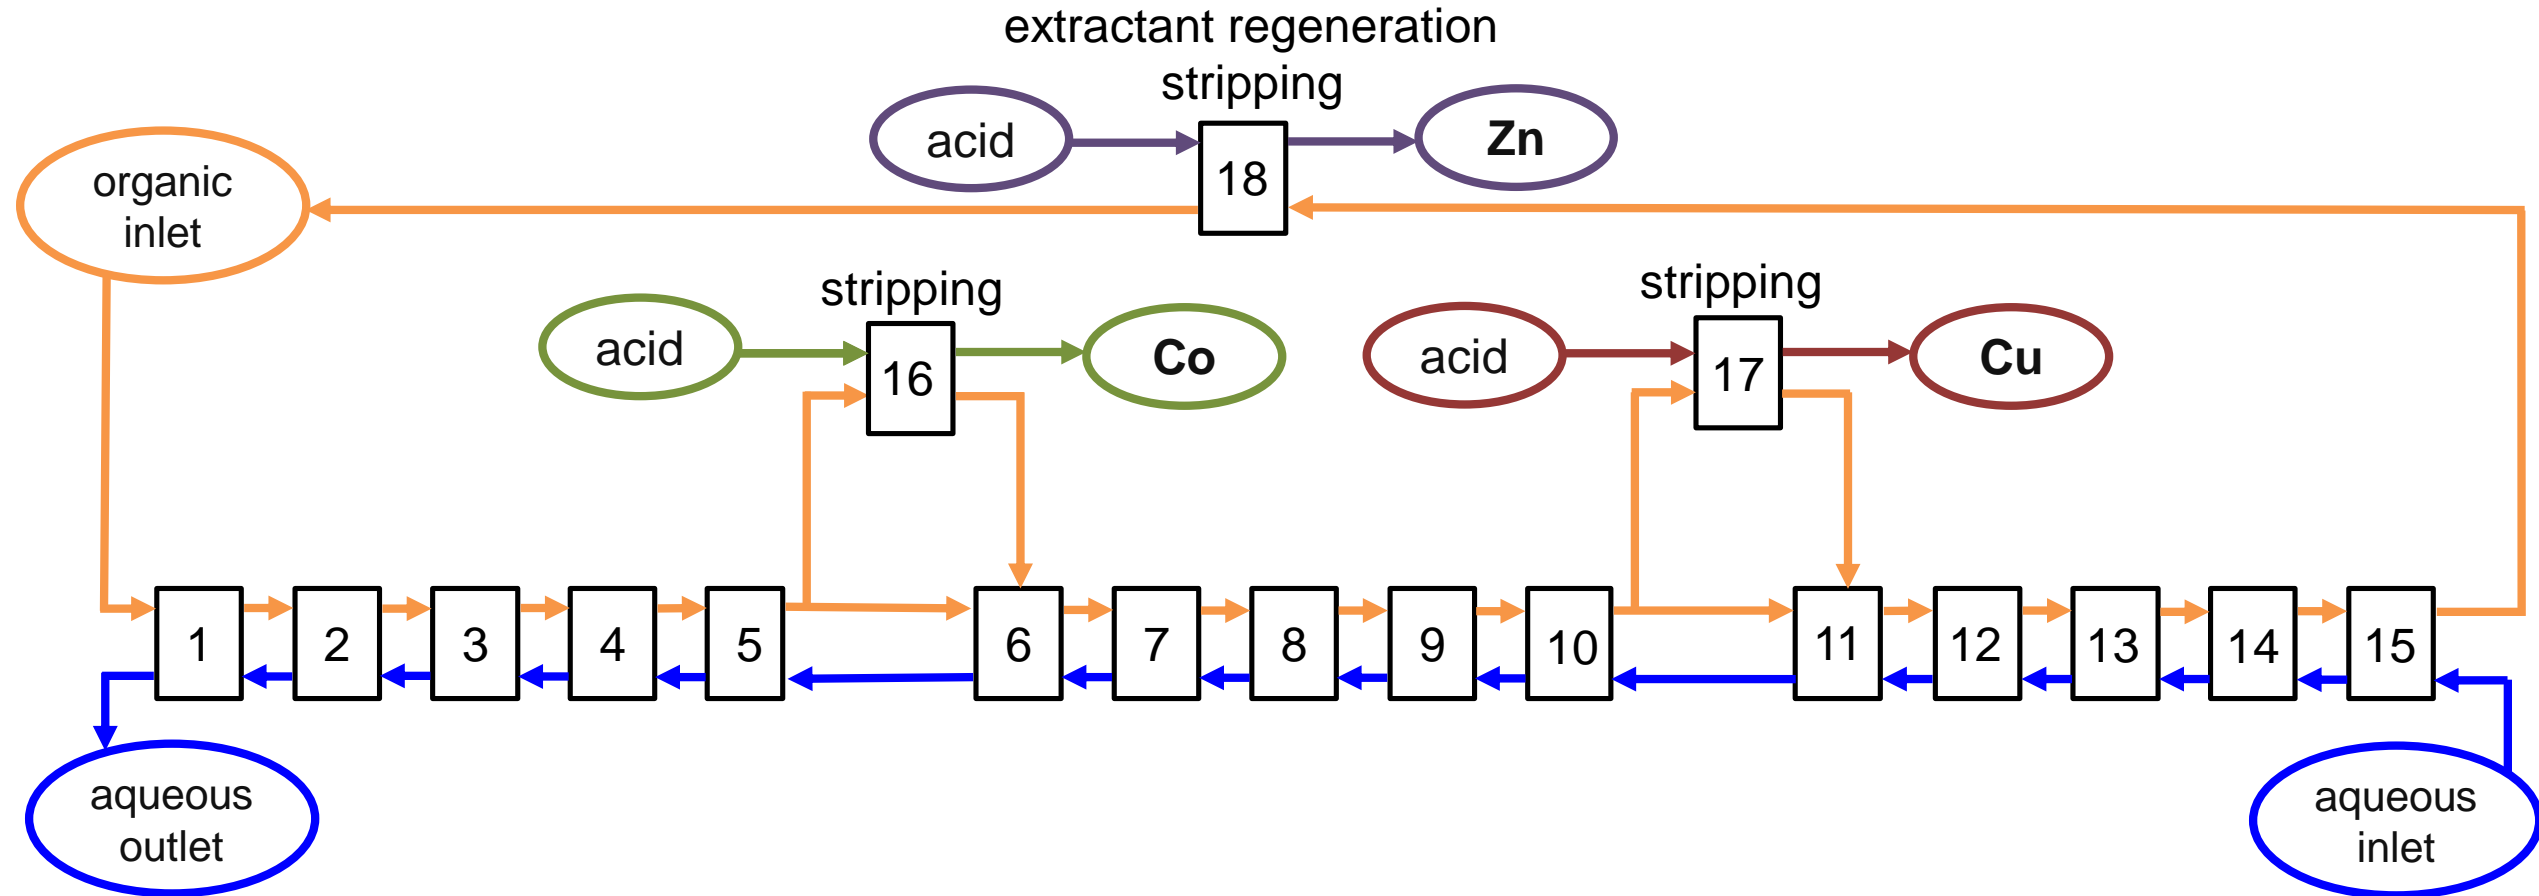 extractant regeneration
stripping
acid
Zn
18
organic
inlet
stripping
stripping
acid
Co
16
acid
Cu
17
1
2
3
4
5
6
7
8
9
10
11
12
13
14
15
aqueous
outlet
aqueous
inlet